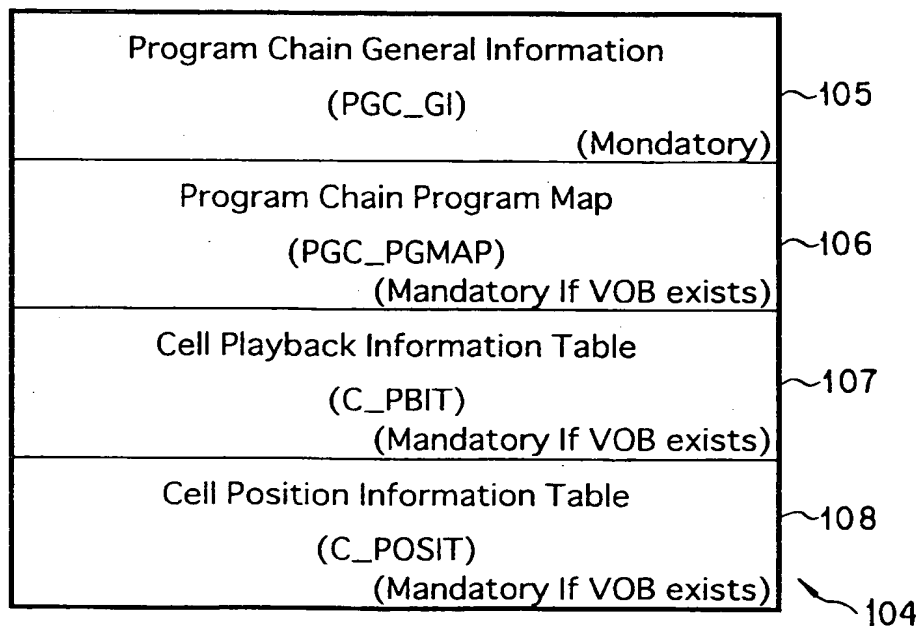 Program Chain General Information
(PGC_GI)
(Mondatory)
105
Program Chain Program Map
(PGC_PGMAP)
(Mandatory If VOB exists)
106
Cell Playback Information Table
(C_PBIT)
(Mandatory If VOB exists)
107
Cell Position Information Table
(C_POSIT)
(Mandatory If VOB exists)
108
104